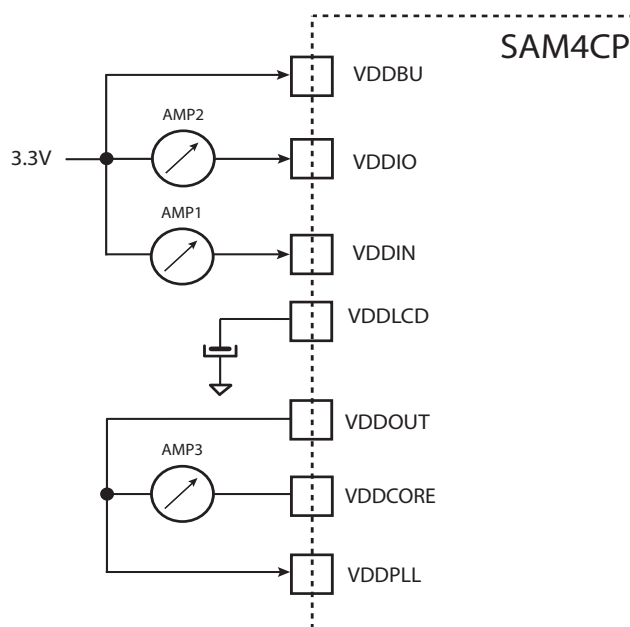 SAM4CP
VDDBU
AMP2
3.3V
VDDIO
AMP1
VDDIN
VDDLCD
VDDOUT
AMP3
VDDCORE
VDDPLL